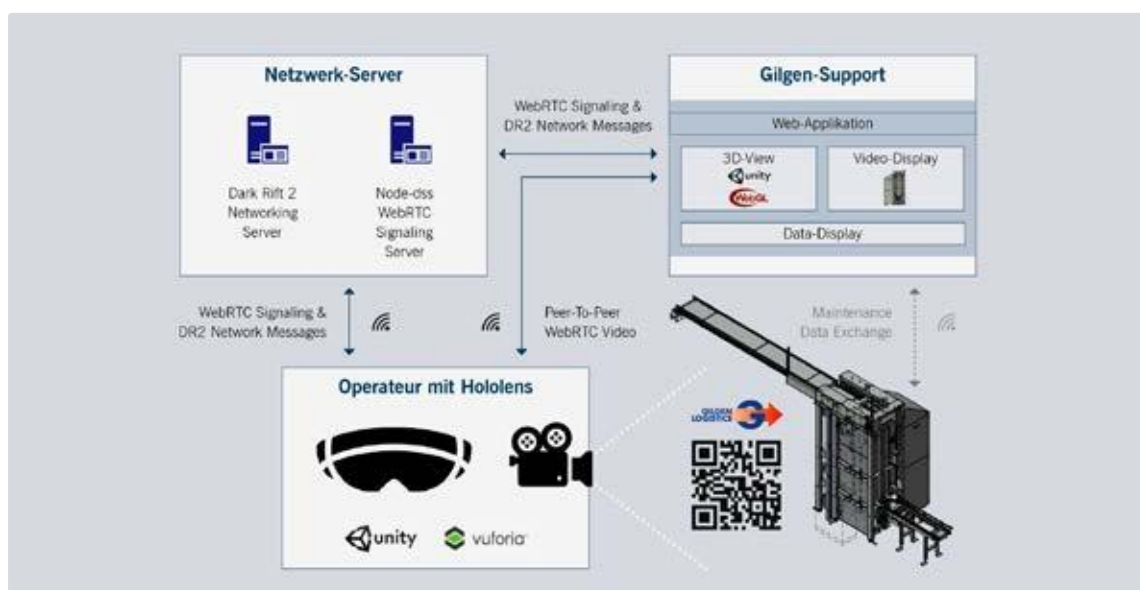 Netzwerk-Server
Dark Rift 2
Networking
Server
Node-dss
WebRTC
Signaling
Server
WebRTC Signaling &
DR2 Network Messages
Gilgen-Support
Web-Applikation
3D-View
unity
WebGL
Video-Display
Data-Display
WebRTC Signaling &
DR2 Network Messages
Peer-To-Peer
WebRTC Video
Maintenance
Data Exchange
Operateur mit Hololens
unity
vuforia
GILGEN
LOGISTICS